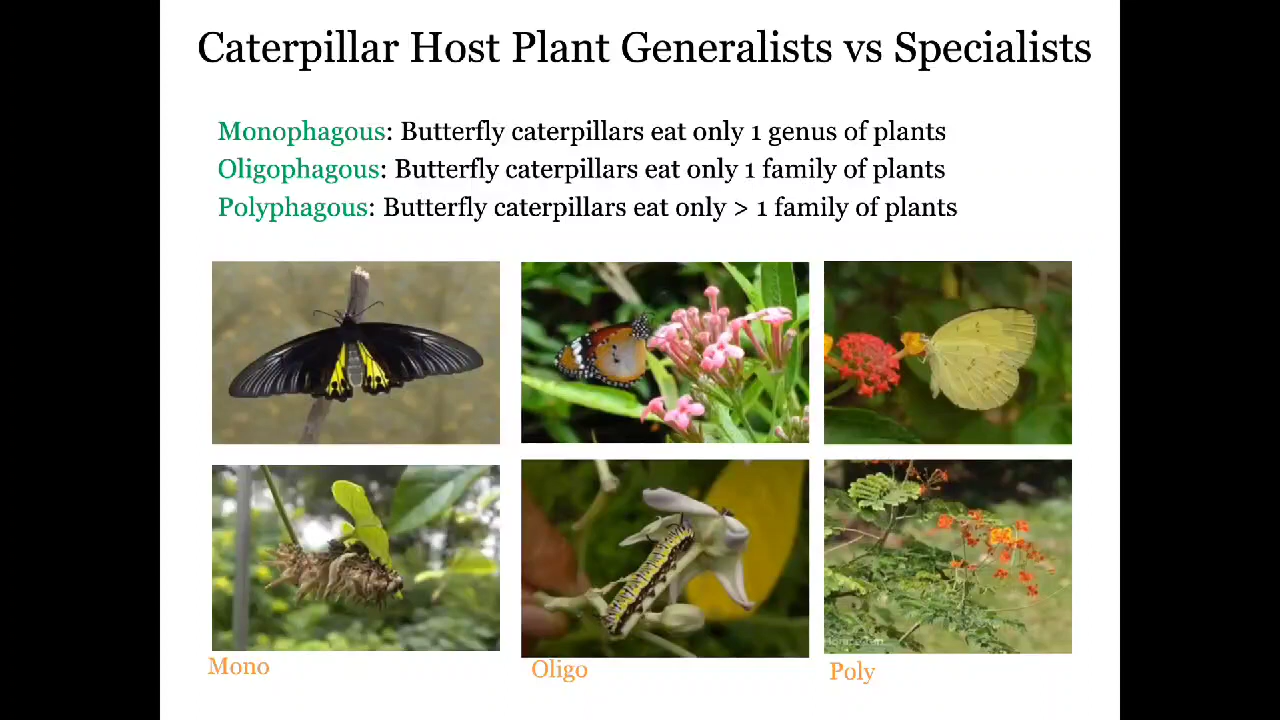 Caterpillar Host Plant Generalists vs Specialists
Monophagous: Butterfly caterpillars eat only 1 genus of plants
Oligophagous: Butterfly caterpillars eat only 1 family of plants
Polyphagous: Butterfly caterpillars eat only > 1 family of plants
Mono
Oligo
Poly